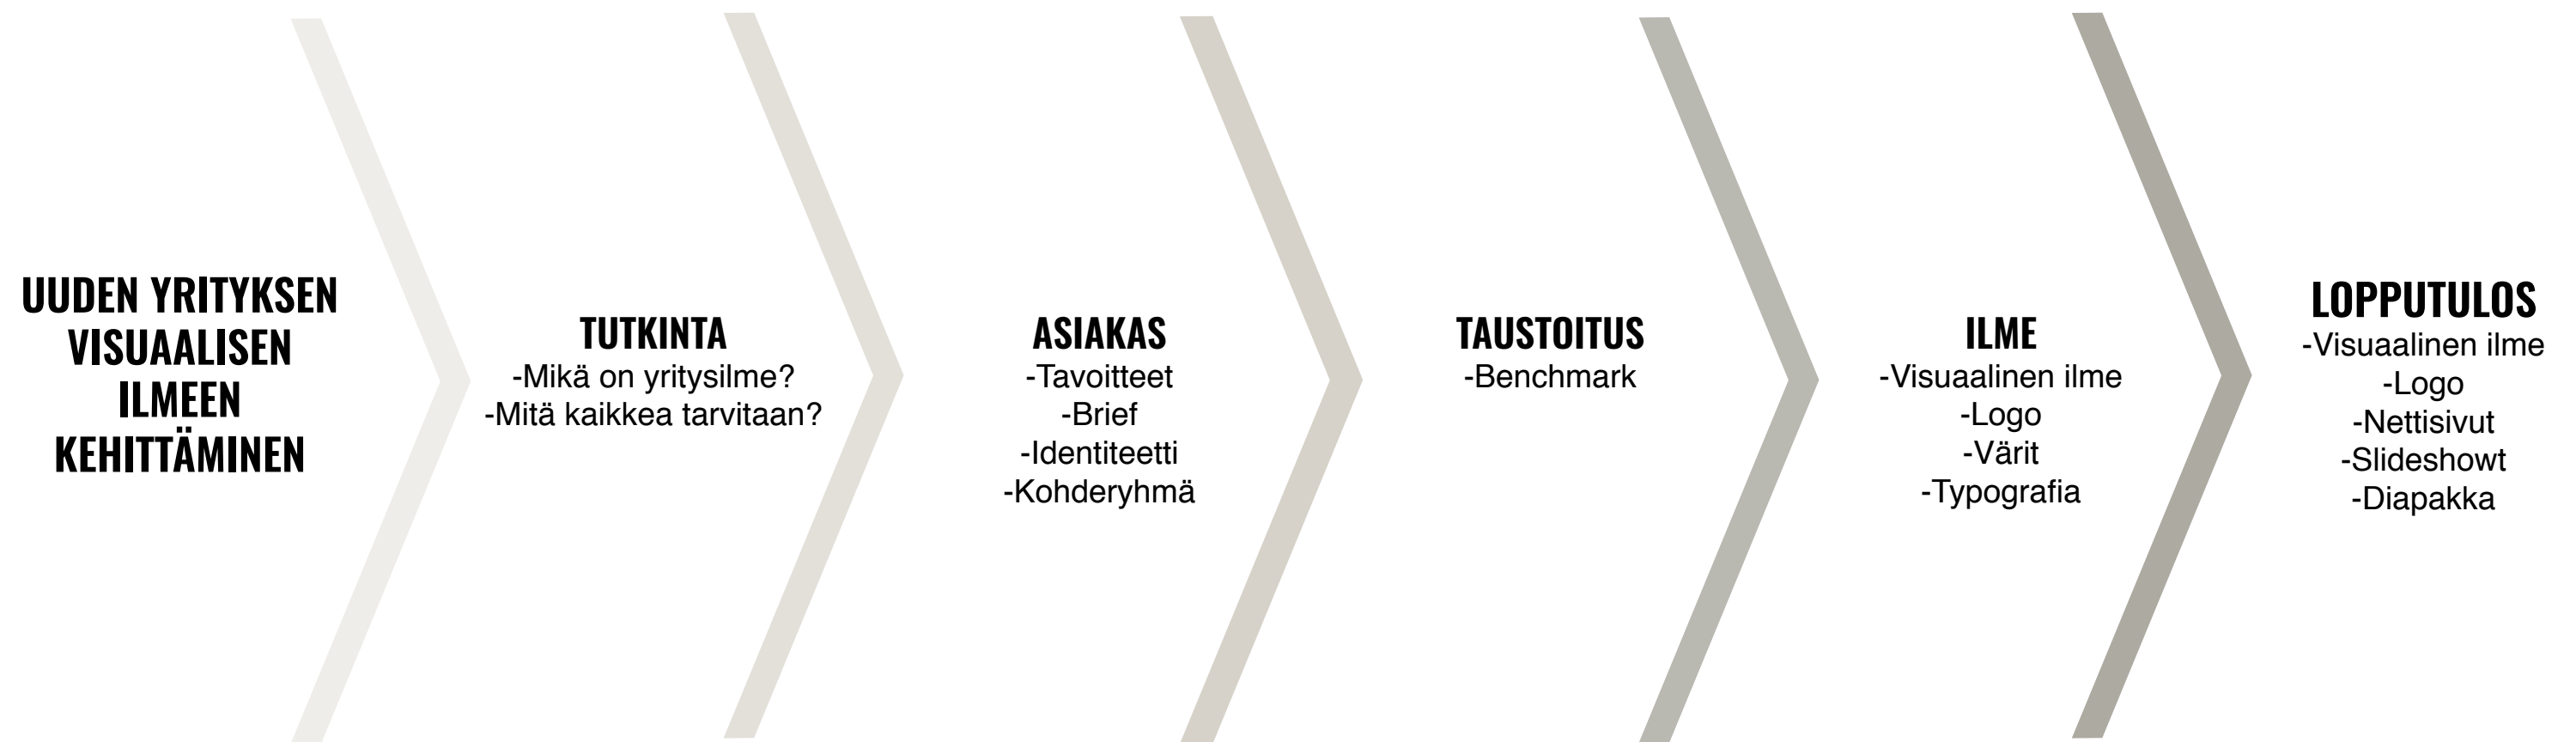 UUDEN YRITYKSEN
VISUAALISEN
ILMEEN
KEHITTÄMINEN
TUTKINTA
-Mikä on yritysilme?
-Mitä kaikkea tarvitaan?
ASIAKAS
-Tavoitteet
-Brief
-Identiteetti
-Kohderyhmä
TAUSTOITUS
-Benchmark
ILME
-Visuaalinen ilme
-Logo
-Värit
-Typografia
LOPPUTULOS
-Visuaalinen ilme
-Logo
-Nettisivut
-Slideshowt
-Diapakka